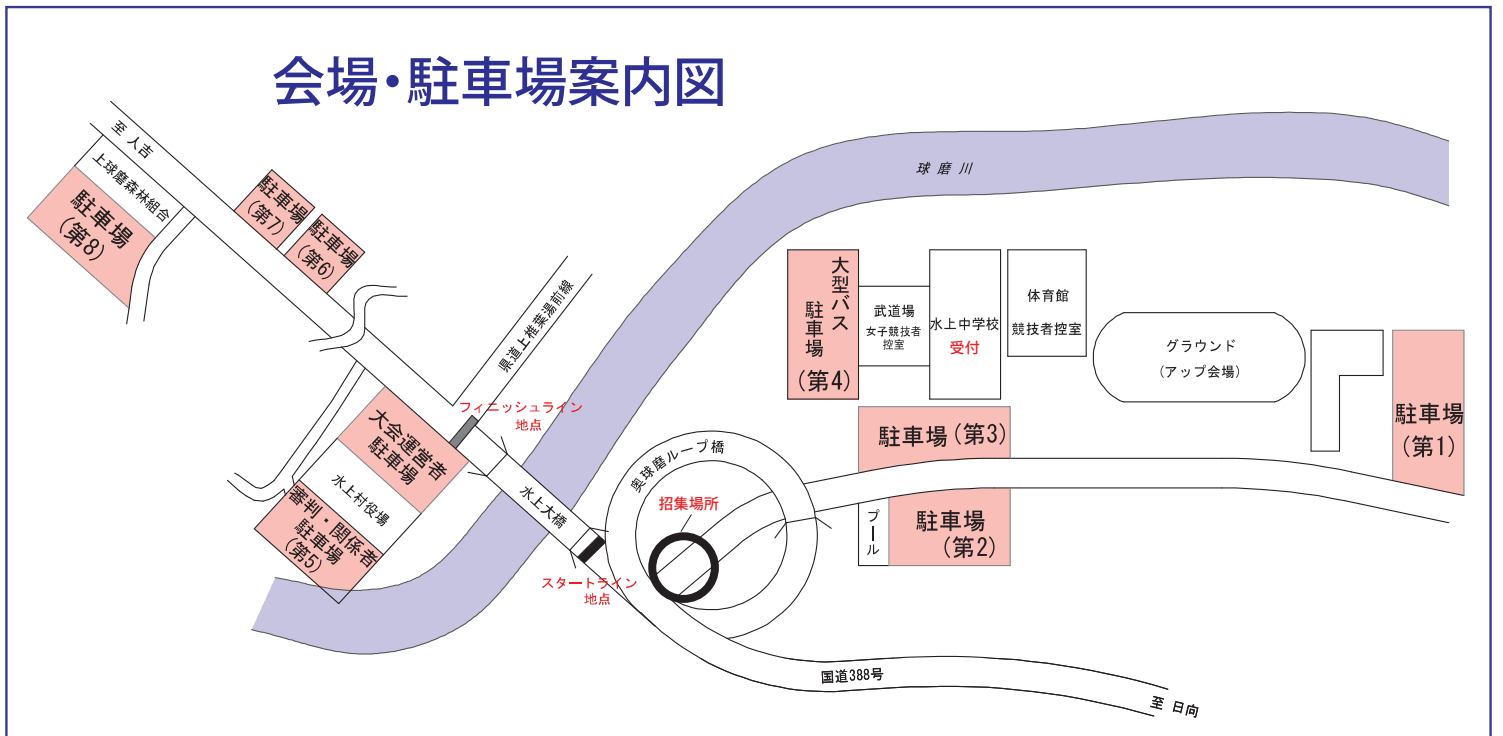 会場・駐車場案内図
至 人吉
上球磨森林組合
駐車場
(第8)
駐車場
(第7)
駐車場
(第6)
県道上椎葉湯前線
球磨川
大型バス
駐車場
(第4)
武道場
女子競技者
控室
水上中学校
受付
体育館
競技者控室
グラウンド
(アップ会場)
駐車場
(第1)
駐車場(第3)
プール
駐車場
(第2)
フィニッシュライン
地点
大会運営者
駐車場
水上村役場
審判・関係者
駐車場
(第5)
水上大橋
奥球磨ループ橋
招集場所
スタートライン
地点
国道388号
至 日向